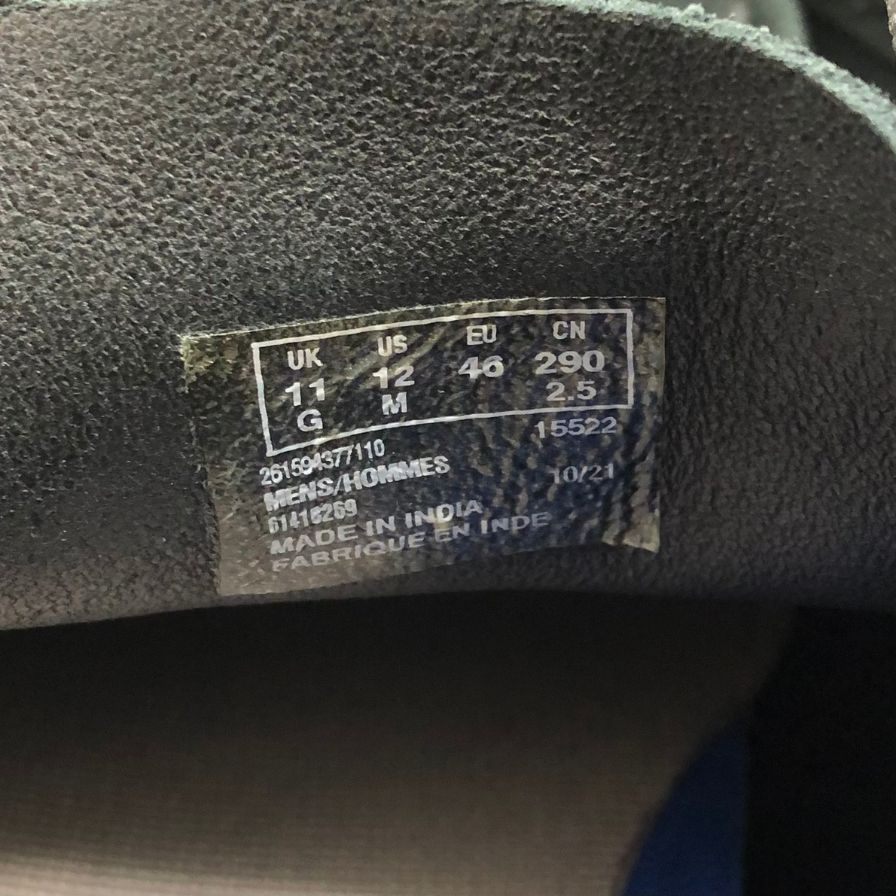 UK US EU CN
11 12 46 290
G M 2.5
261594377110 15522
MENS/HOMMES 10/21
61416269
MADE IN INDIA
FABRIQUE EN INDE